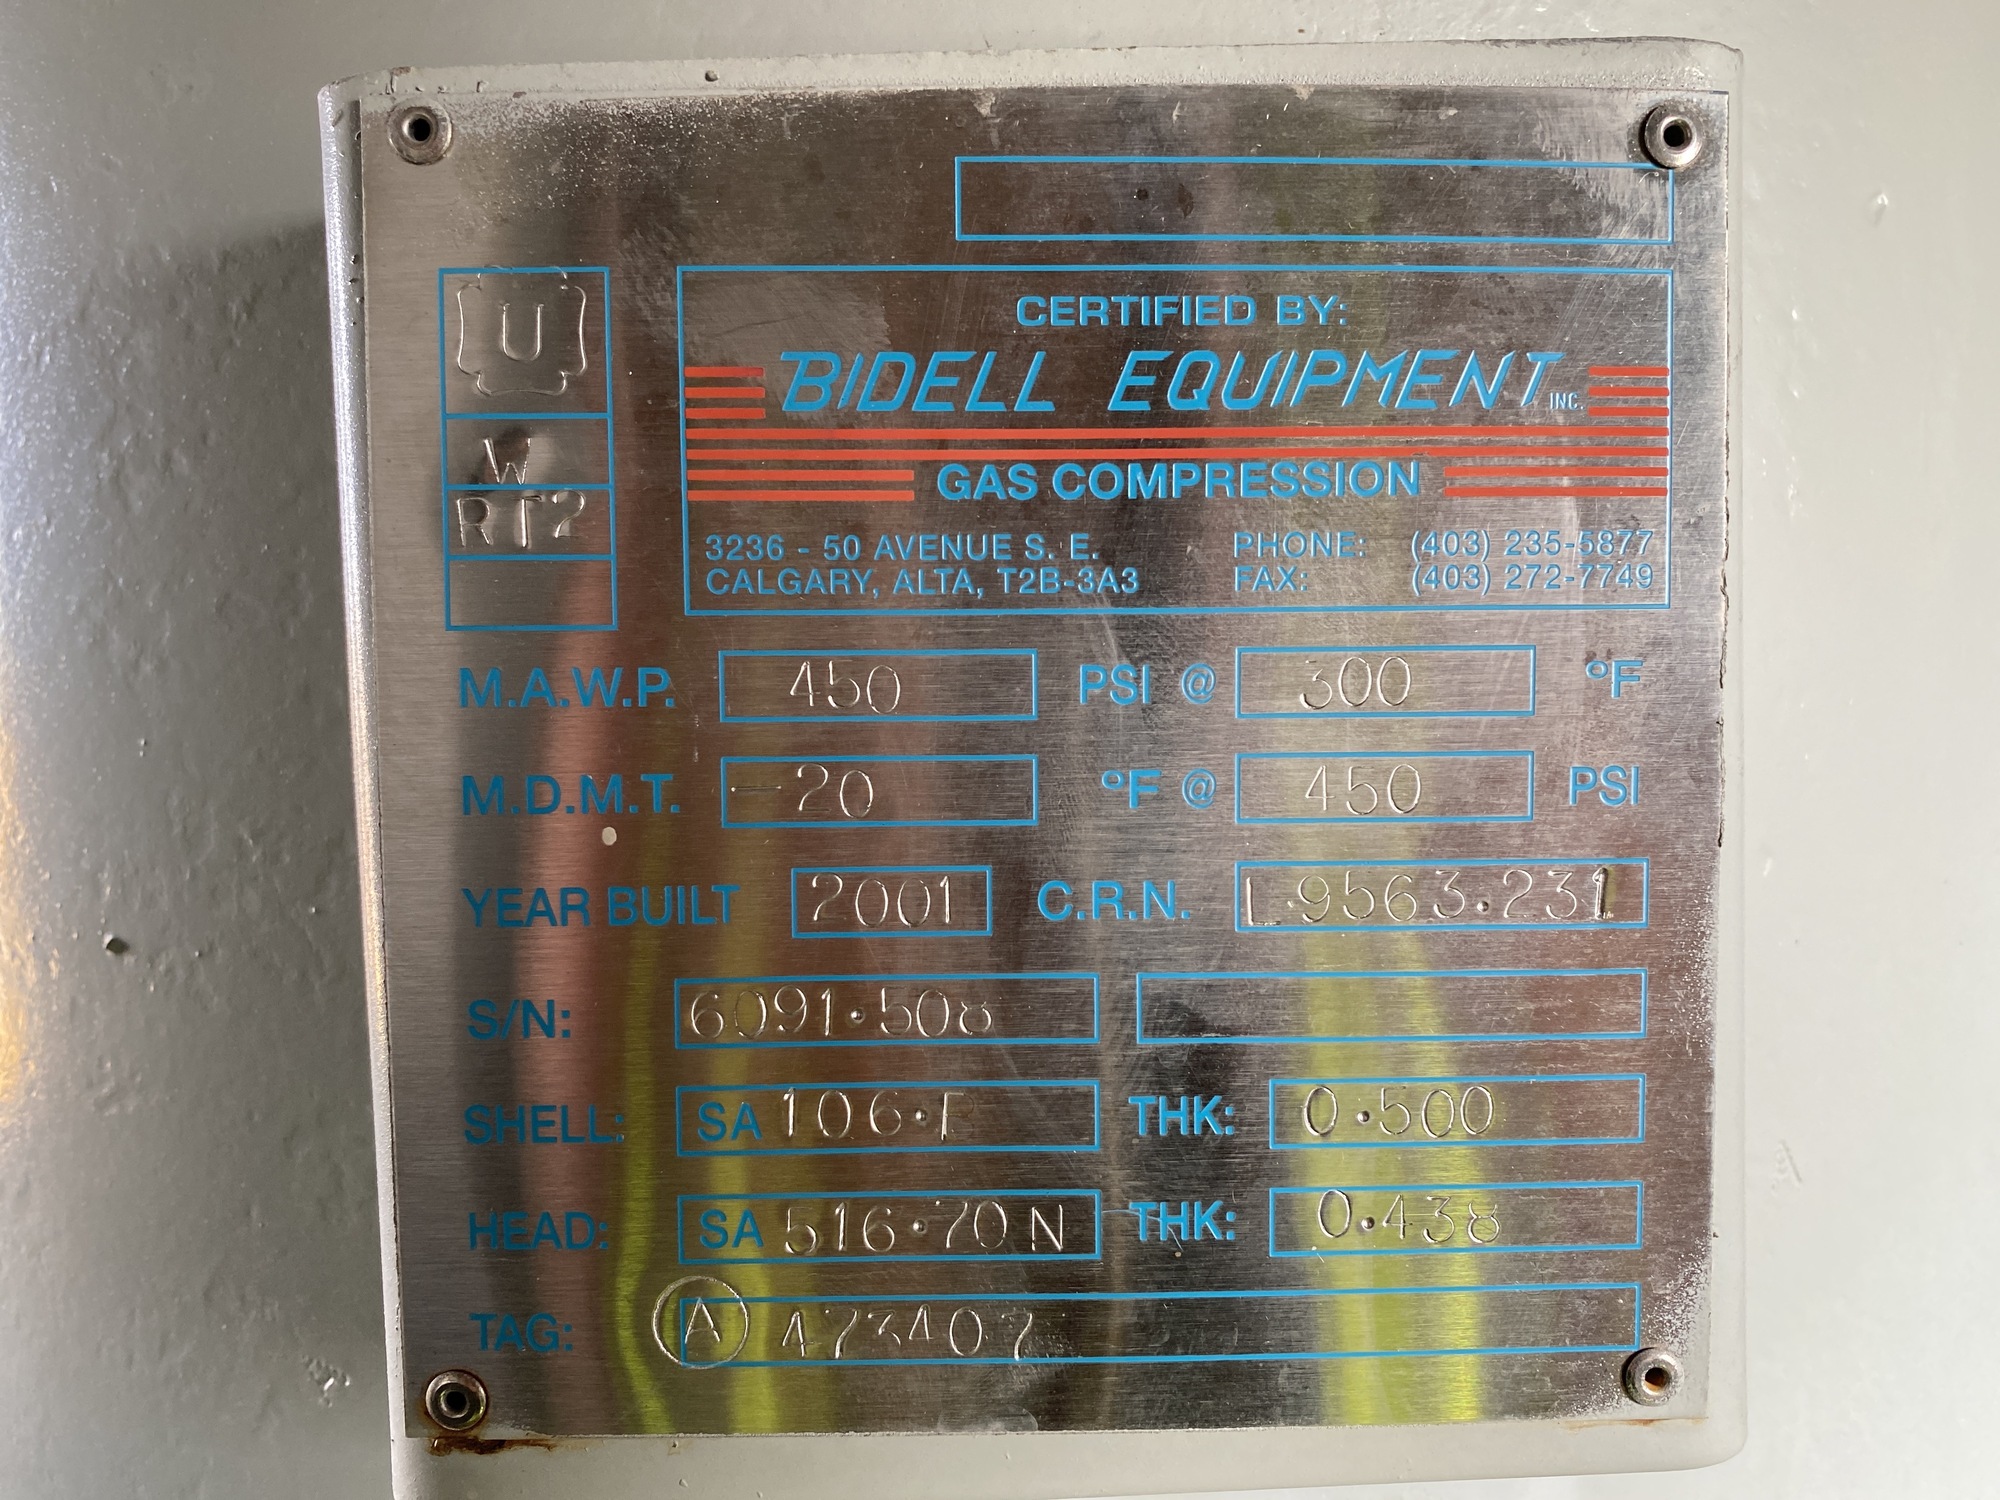 U
W
RT2
CERTIFIED BY:
BIDELL EQUIPMENT INC.
GAS COMPRESSION
3236 - 50 AVENUE S. E. PHONE: (403) 235-5877
CALGARY, ALTA, T2B-3A3 FAX: (403) 272-7749
M.A.W.P. 450 PSI @ 300 °F
M.D.M.T. -20 °F @ 450 PSI
YEAR BUILT 2001 C.R.N. L.9563.231
S/N: 6091.508
SHELL: SA 106.B THK: 0.500
HEAD: SA 516.70N THK: 0.438
TAG: A 473407